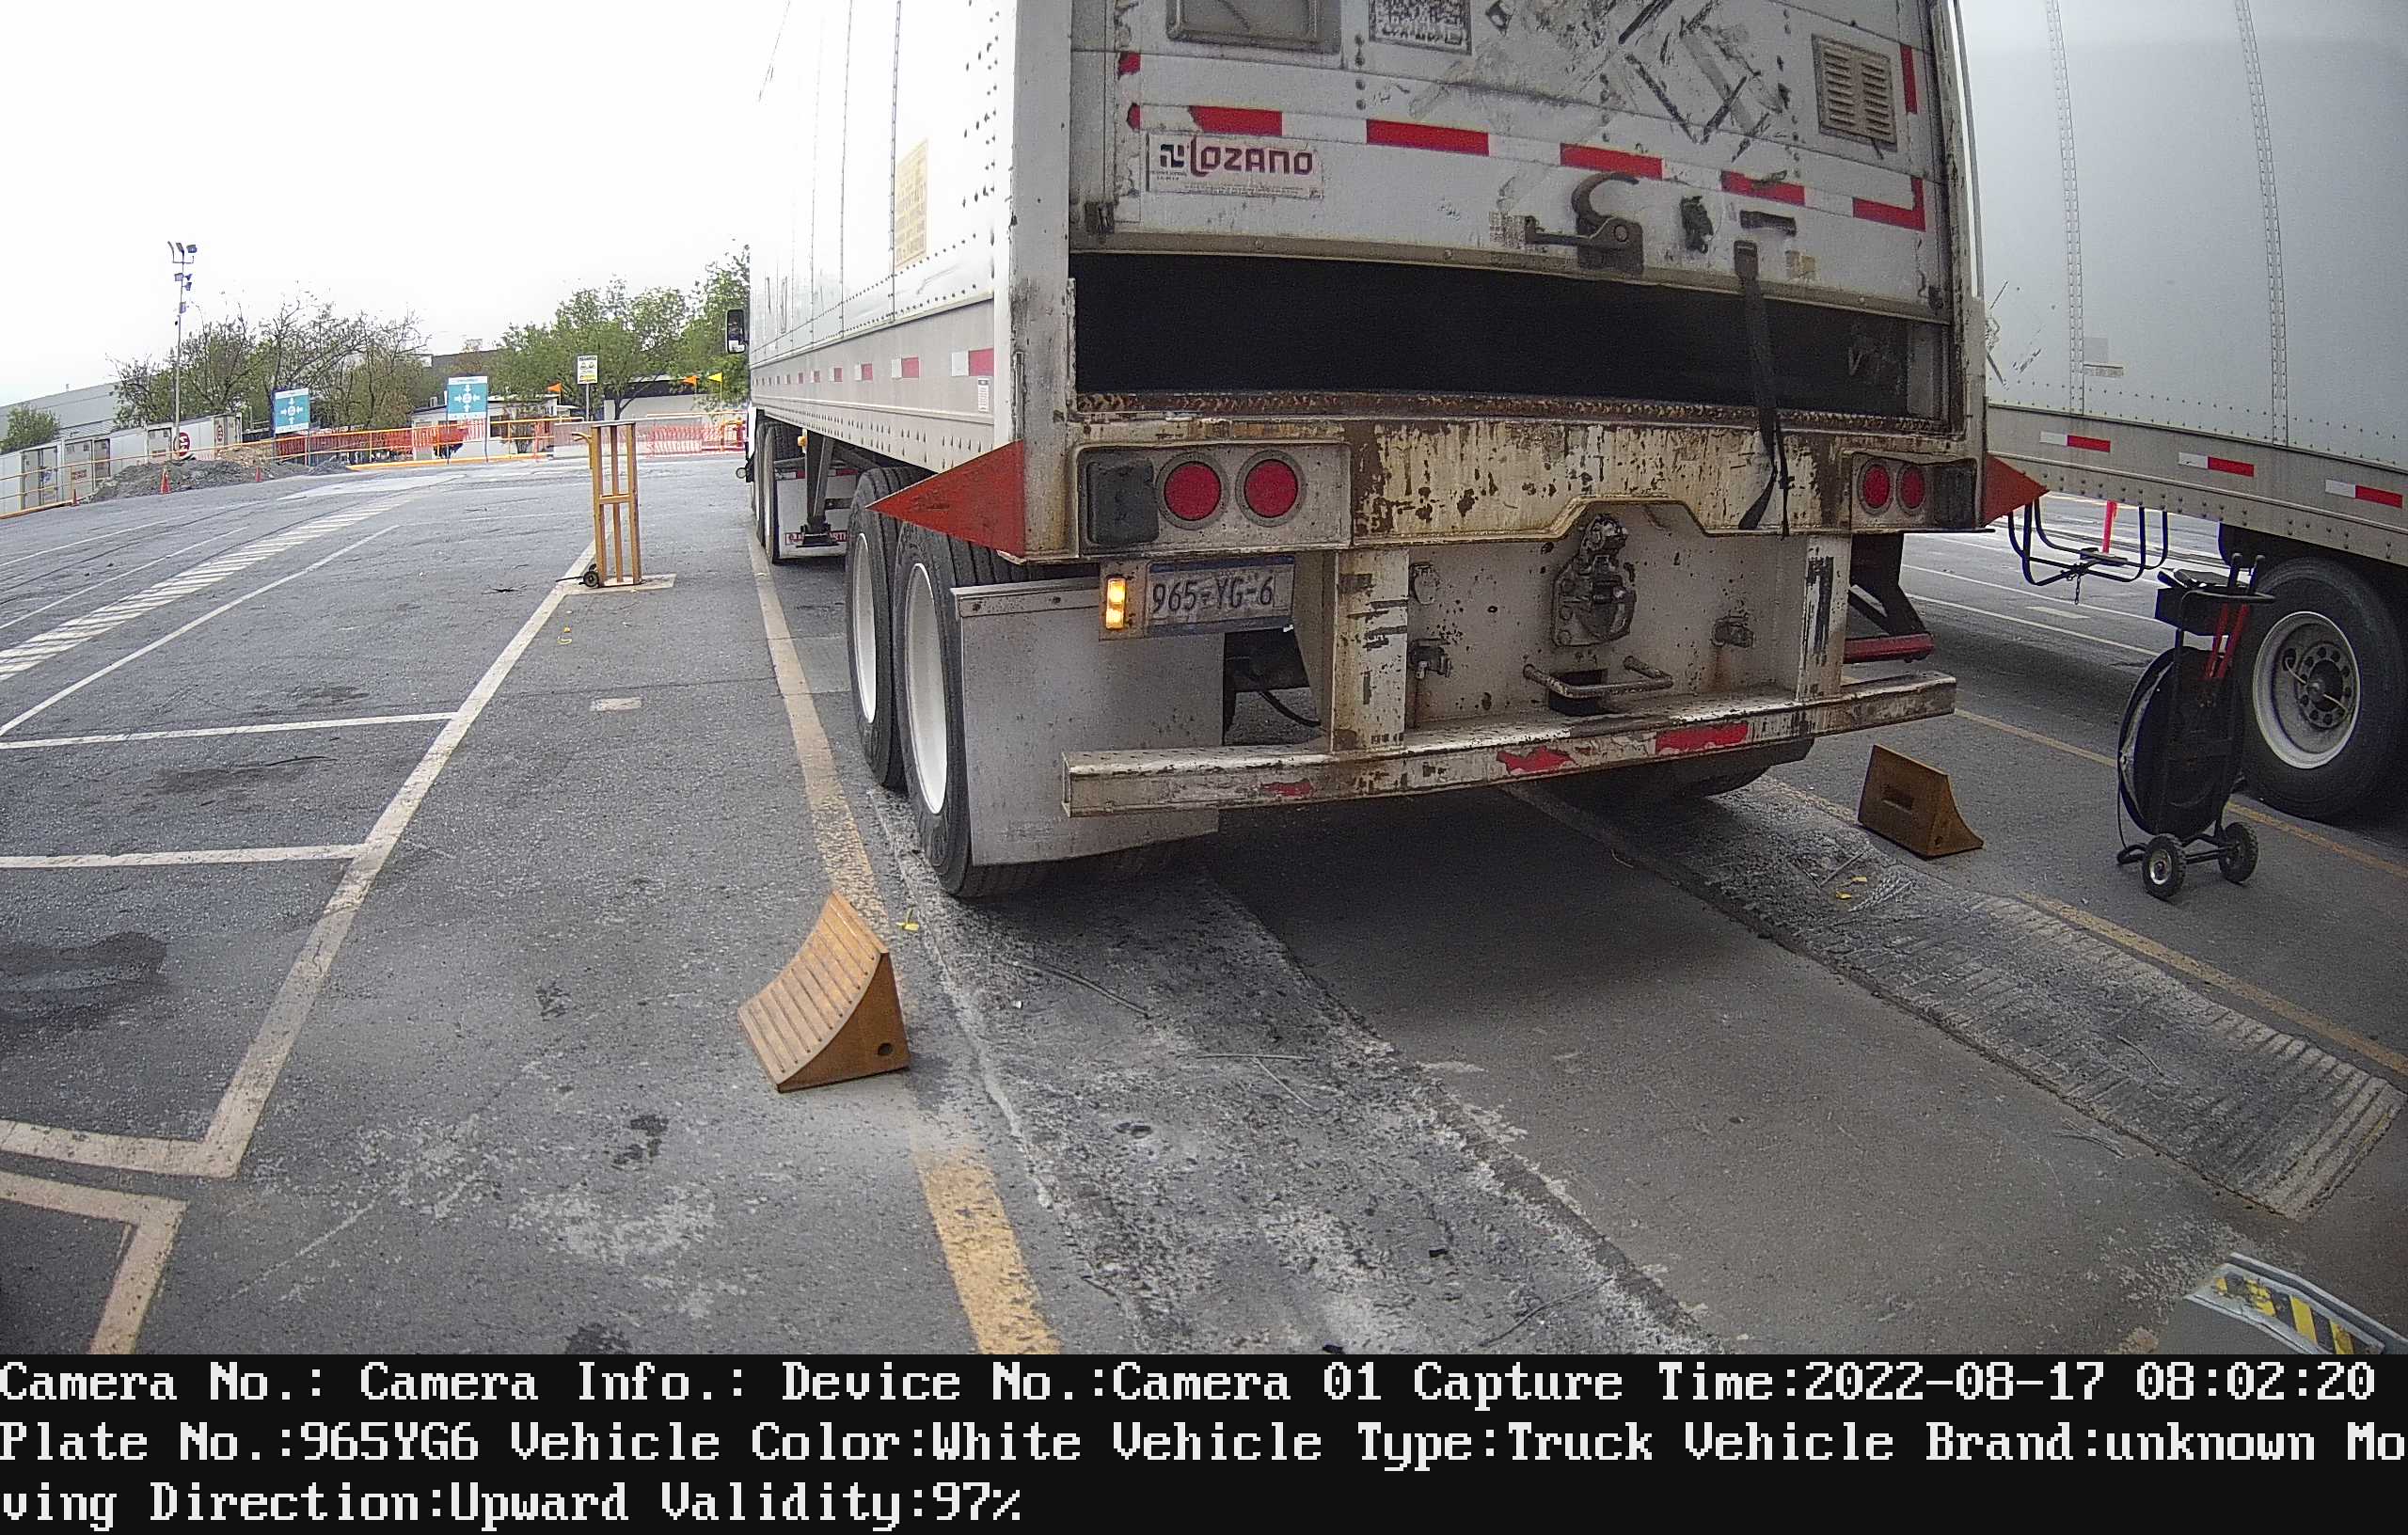 LOZANO
965-YG-6
Camera No.: Camera Info.: Device No.:Camera 01 Capture Time:2022-08-17 08:02:20
Plate No.:965YG6 Vehicle Color:White Vehicle Type:Truck Vehicle Brand:unknown Mo
ving Direction:Upward Validity:97%